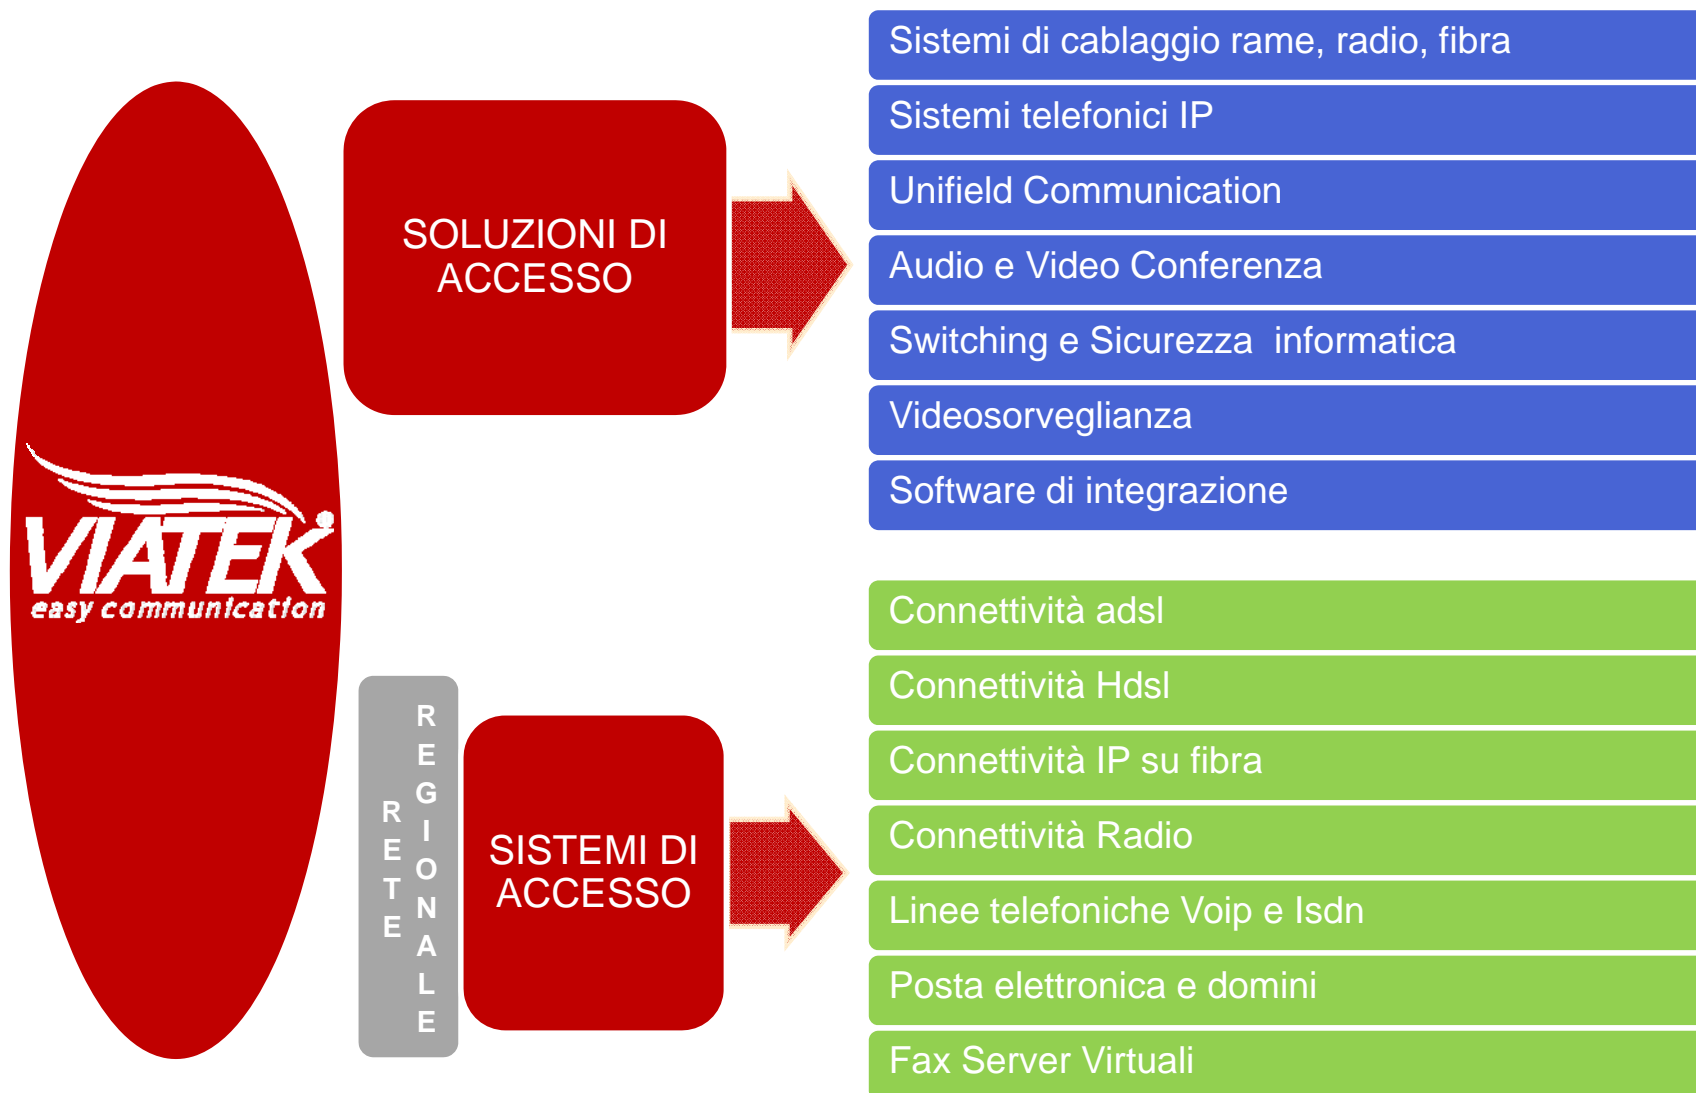 VIATEK
easy communication
SOLUZIONI DI
ACCESSO
Sistemi di cablaggio rame, radio, fibra
Sistemi telefonici IP
Unifield Communication
Audio e Video Conferenza
Switching e Sicurezza  informatica
Videosorveglianza
Software di integrazione
RETE
REGIONALE
SISTEMI DI
ACCESSO
Connettività adsl
Connettività Hdsl
Connettività IP su fibra
Connettività Radio
Linee telefoniche Voip e Isdn
Posta elettronica e domini
Fax Server Virtuali